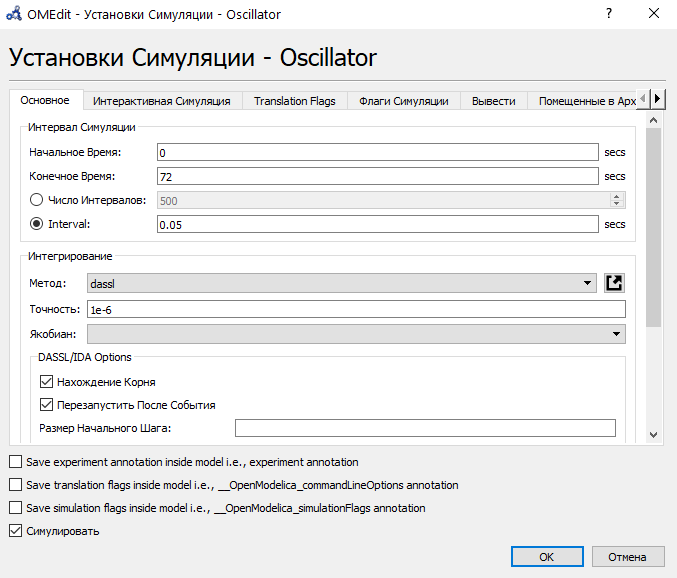 OMEdit - Установки Симуляции - Oscillator
Установки Симуляции - Oscillator
Основное Интерактивная Симуляция Translation Flags Флаги Симуляции Вывести Помещенные в Арх
Интервал Симуляции
Начальное Время: 0 secs
Конечное Время: 72 secs
Число Интервалов: 500
Interval: 0.05 secs
Интегрирование
Метод: dassl
Точность: 1e-6
Якобиан:
DASSL/IDA Options
Нахождение Корня
Перезапустить После События
Размер Начального Шага:
Save experiment annotation inside model i.e., experiment annotation
Save translation flags inside model i.e., __OpenModelica_commandLineOptions annotation
Save simulation flags inside model i.e., __OpenModelica_simulationFlags annotation
Симулировать
OK Отмена